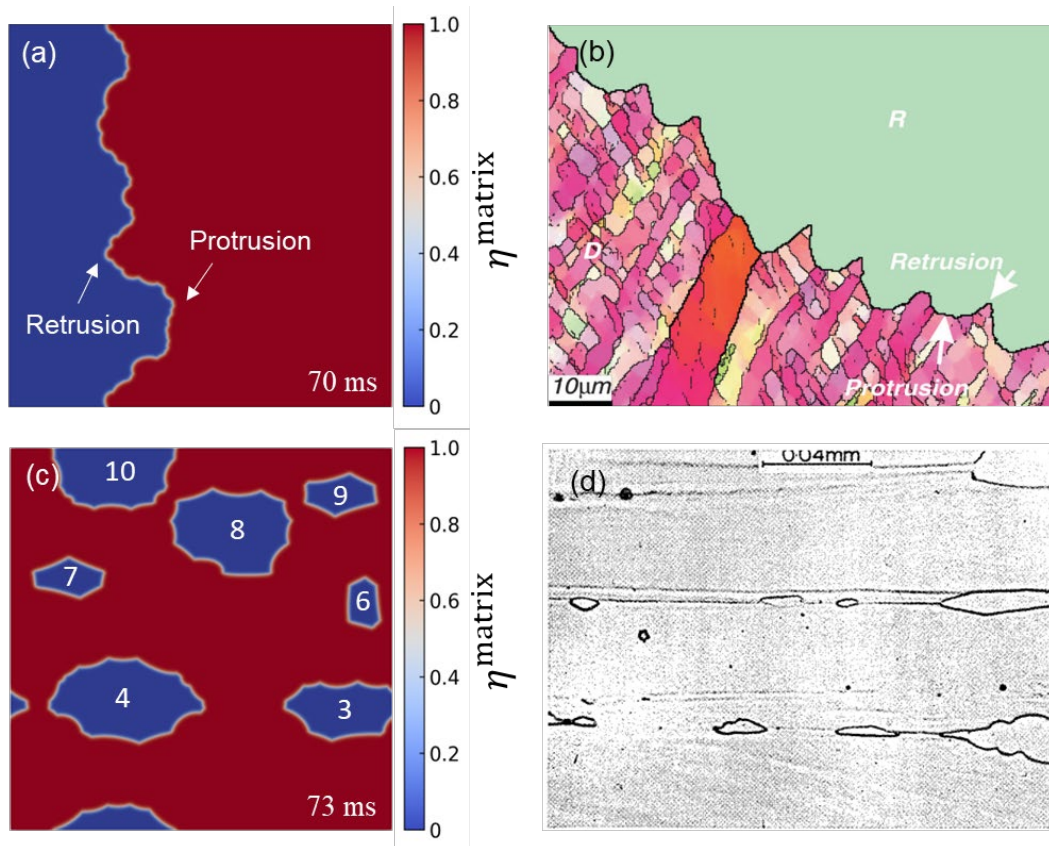 (a)
Protrusion
Retrusion
70 ms
1.0
0.8
0.6
0.4
0.2
0
η^matrix
(b)
R
D
Retrusion
Protrusion
10μm
(c)
10
9
8
7
6
4
3
73 ms
1.0
0.8
0.6
0.4
0.2
0
η^matrix
(d)
0·04mm